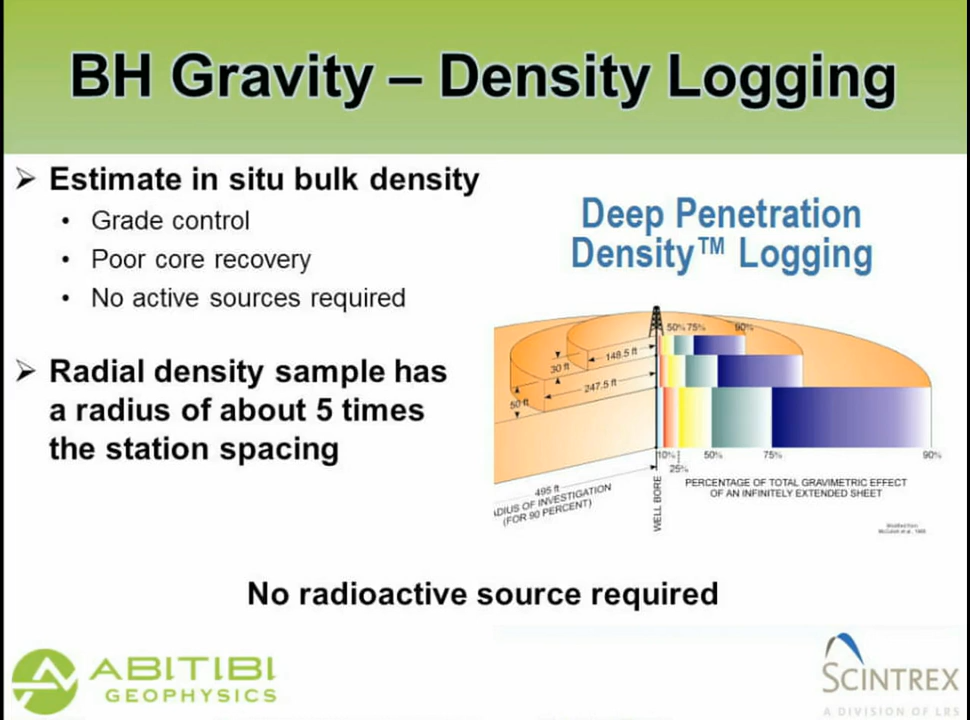 BH Gravity – Density Logging
➢ Estimate in situ bulk density
• Grade control
• Poor core recovery
• No active sources required
➢ Radial density sample has
a radius of about 5 times
the station spacing
Deep Penetration
Density™ Logging
50% 75% 90%
148.5 ft
30 ft
247.5 ft
50 ft
10% 50% 75% 90%
25%
495 ft
ADIUS OF INVESTIGATION
(FOR 90 PERCENT)
WELL BORE
PERCENTAGE OF TOTAL GRAVIMETRIC EFFECT
OF AN INFINITELY EXTENDED SHEET
Modified from
No radioactive source required
ABITIBI
GEOPHYSICS
SCINTREX
A DIVISION OF LRS